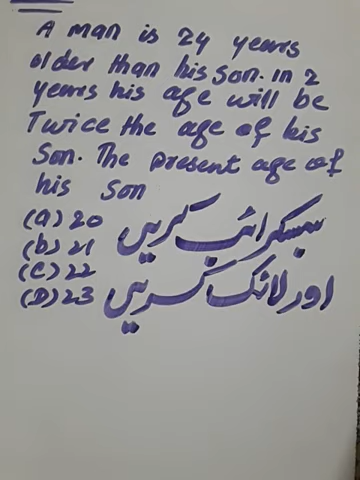 A man is 24 years
older than his son. in 2
years his age will be
Twice the age of his
Son. The present age of
his son
(a) 20
(b) 21
(c) 22
(D) 23
سبسکرائب کریں
اور لائک کریں